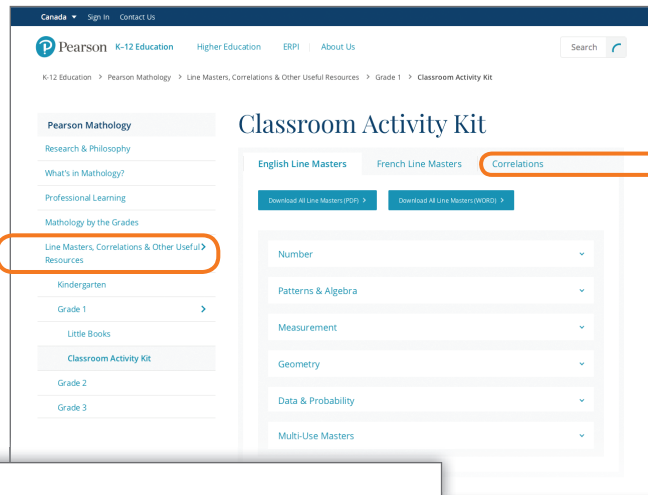 Canada Sign In Contact Us
Pearson K–12 Education Higher Education ERPI About Us Search
K-12 Education > Pearson Mathology > Line Masters, Correlations & Other Useful Resources > Grade 1 > Classroom Activity Kit
Pearson Mathology
Research & Philosophy
What's in Mathology?
Professional Learning
Mathology by the Grades
Line Masters, Correlations & Other Useful
Resources
Kindergarten
Grade 1
Little Books
Classroom Activity Kit
Grade 2
Grade 3
Classroom Activity Kit
English Line Masters French Line Masters Correlations
Download All Line Masters (PDF) > Download All Line Masters (WORD) >
Number
Patterns & Algebra
Measurement
Geometry
Data & Probability
Multi-Use Masters